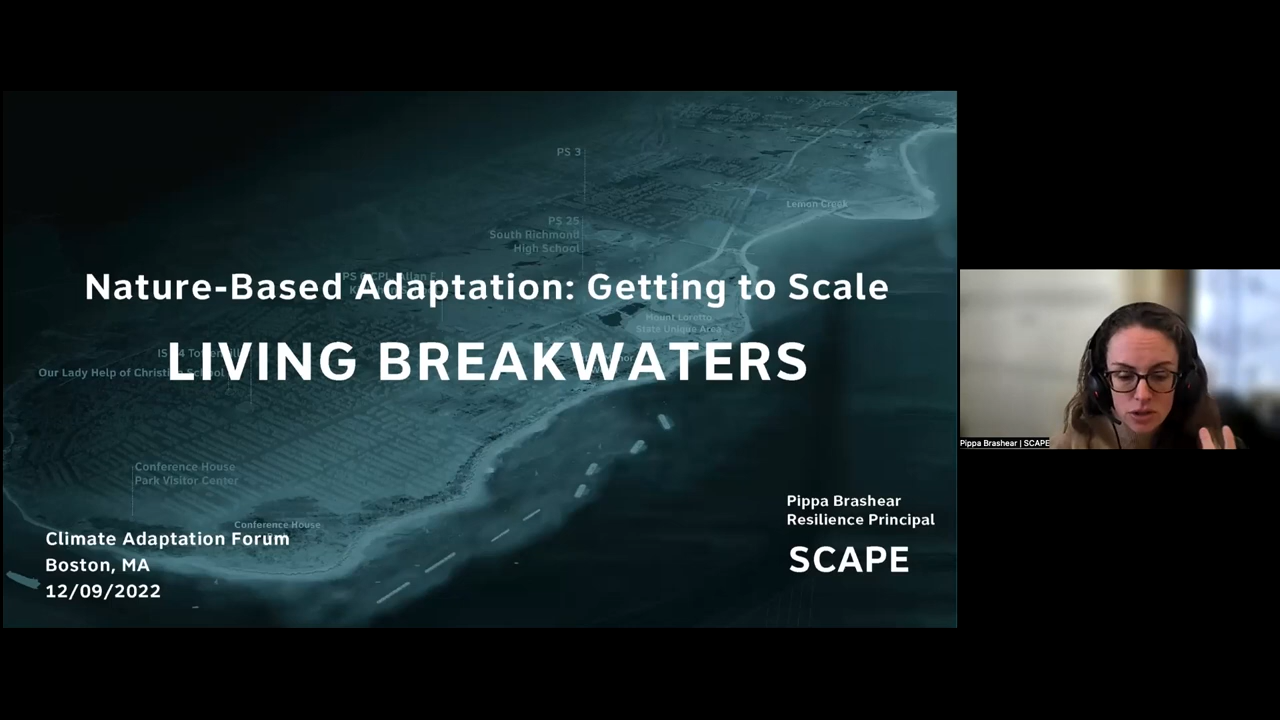 PS 3
Lemon Creek
PS 25
South Richmond
High School
Nature-Based Adaptation: Getting to Scale
Mount Loretto
State Unique Area
LIVING BREAKWATERS
Our Lady Help of Christians School
Conference House
Park Visitor Center
Conference House
Climate Adaptation Forum
Boston, MA
12/09/2022
Pippa Brashear
Resilience Principal
SCAPE
Pippa Brashear | SCAPE